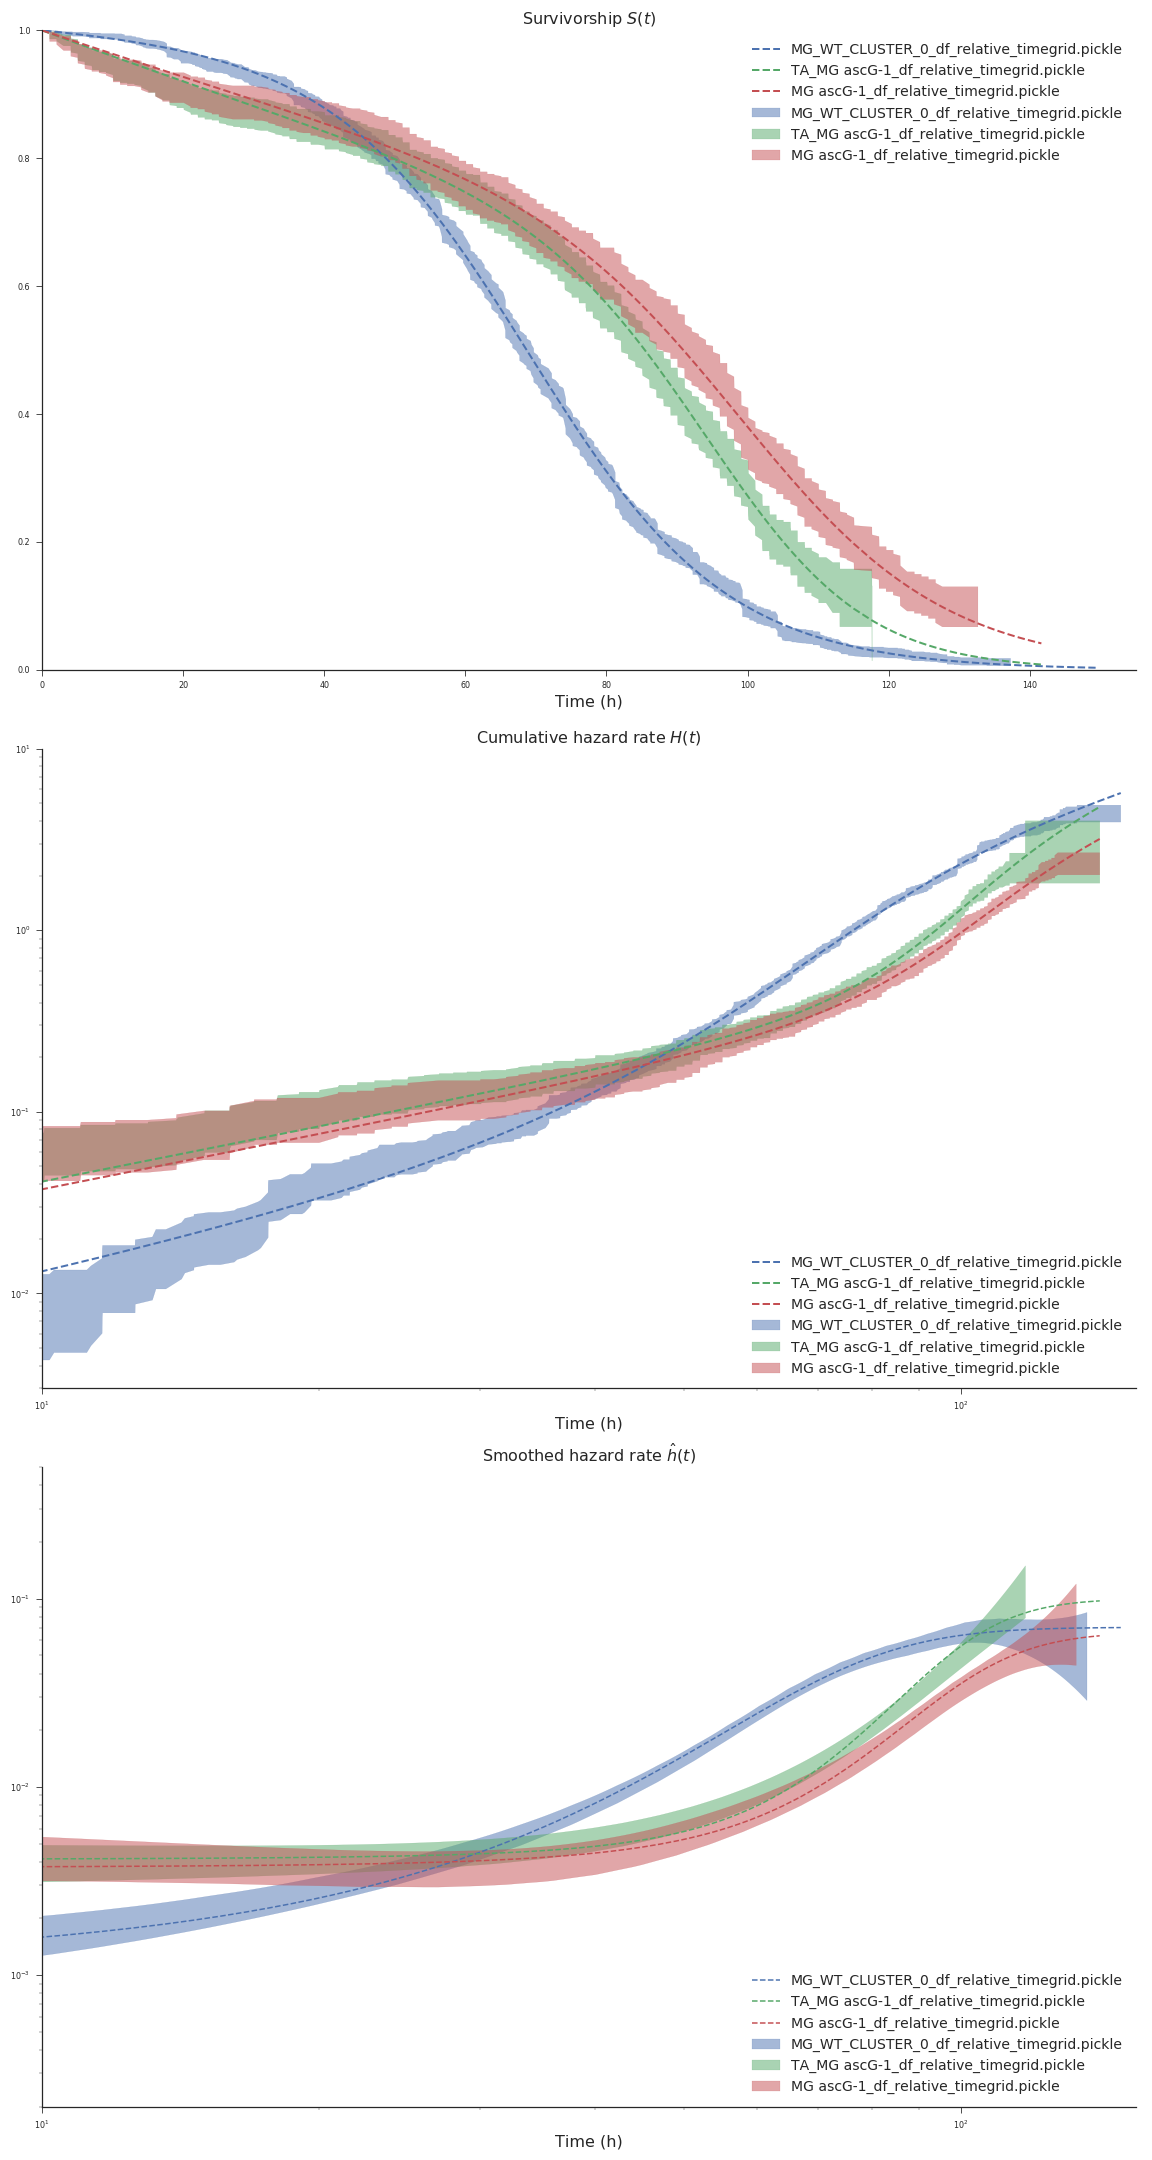 Survivorship S(t)
1.0
0.8
0.6
0.4
0.2
0.0
MG_WT_CLUSTER_0_df_relative_timegrid.pickle
TA_MG ascG-1_df_relative_timegrid.pickle
MG ascG-1_df_relative_timegrid.pickle
MG_WT_CLUSTER_0_df_relative_timegrid.pickle
TA_MG ascG-1_df_relative_timegrid.pickle
MG ascG-1_df_relative_timegrid.pickle
0 20 40 60 80 100 120 140
Time (h)
Cumulative hazard rate H(t)
10¹
10⁰
10⁻¹
10⁻²
MG_WT_CLUSTER_0_df_relative_timegrid.pickle
TA_MG ascG-1_df_relative_timegrid.pickle
MG ascG-1_df_relative_timegrid.pickle
MG_WT_CLUSTER_0_df_relative_timegrid.pickle
TA_MG ascG-1_df_relative_timegrid.pickle
MG ascG-1_df_relative_timegrid.pickle
10¹ 10²
Time (h)
Smoothed hazard rate ĥ(t)
10⁻¹
10⁻²
10⁻³
MG_WT_CLUSTER_0_df_relative_timegrid.pickle
TA_MG ascG-1_df_relative_timegrid.pickle
MG ascG-1_df_relative_timegrid.pickle
MG_WT_CLUSTER_0_df_relative_timegrid.pickle
TA_MG ascG-1_df_relative_timegrid.pickle
MG ascG-1_df_relative_timegrid.pickle
10¹ 10²
Time (h)